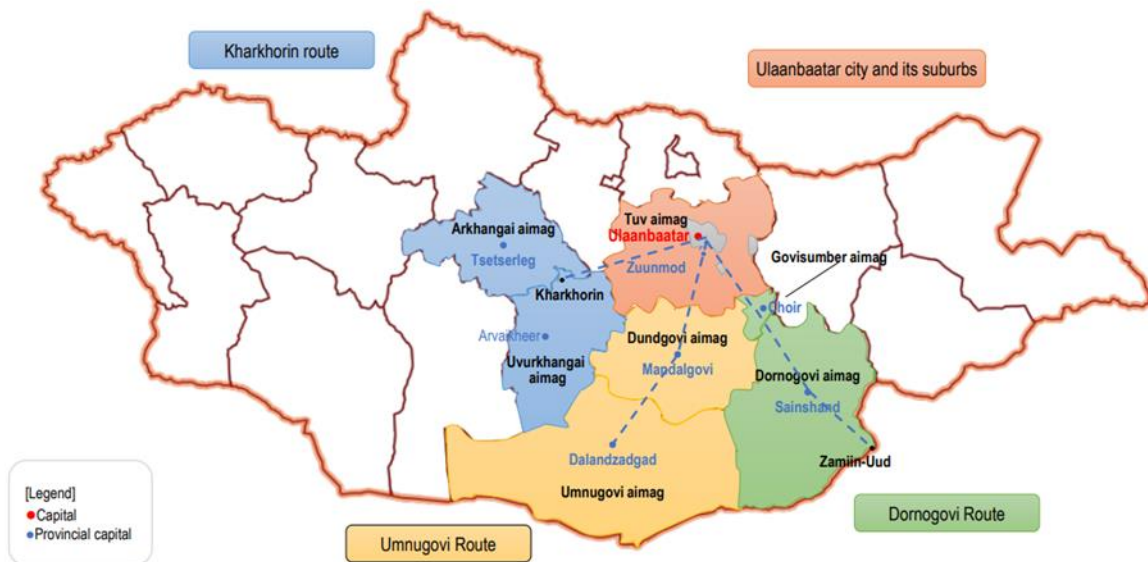 Kharkhorin route
Ulaanbaatar city and its suburbs
Arkhangai aimag
Tsetserleg
Tuv aimag
Ulaanbaatar
Zuunmod
Govisumber aimag
Kharkhorin
Choir
Arvaikheer
Uvurkhangai
aimag
Dundgovi aimag
Mandalgovi
Dornogovi aimag
Sainshand
Dalandzadgad
Zamiin-Uud
Umnugovi aimag
[Legend]
Capital
Provincial capital
Umnugovi Route
Dornogovi Route